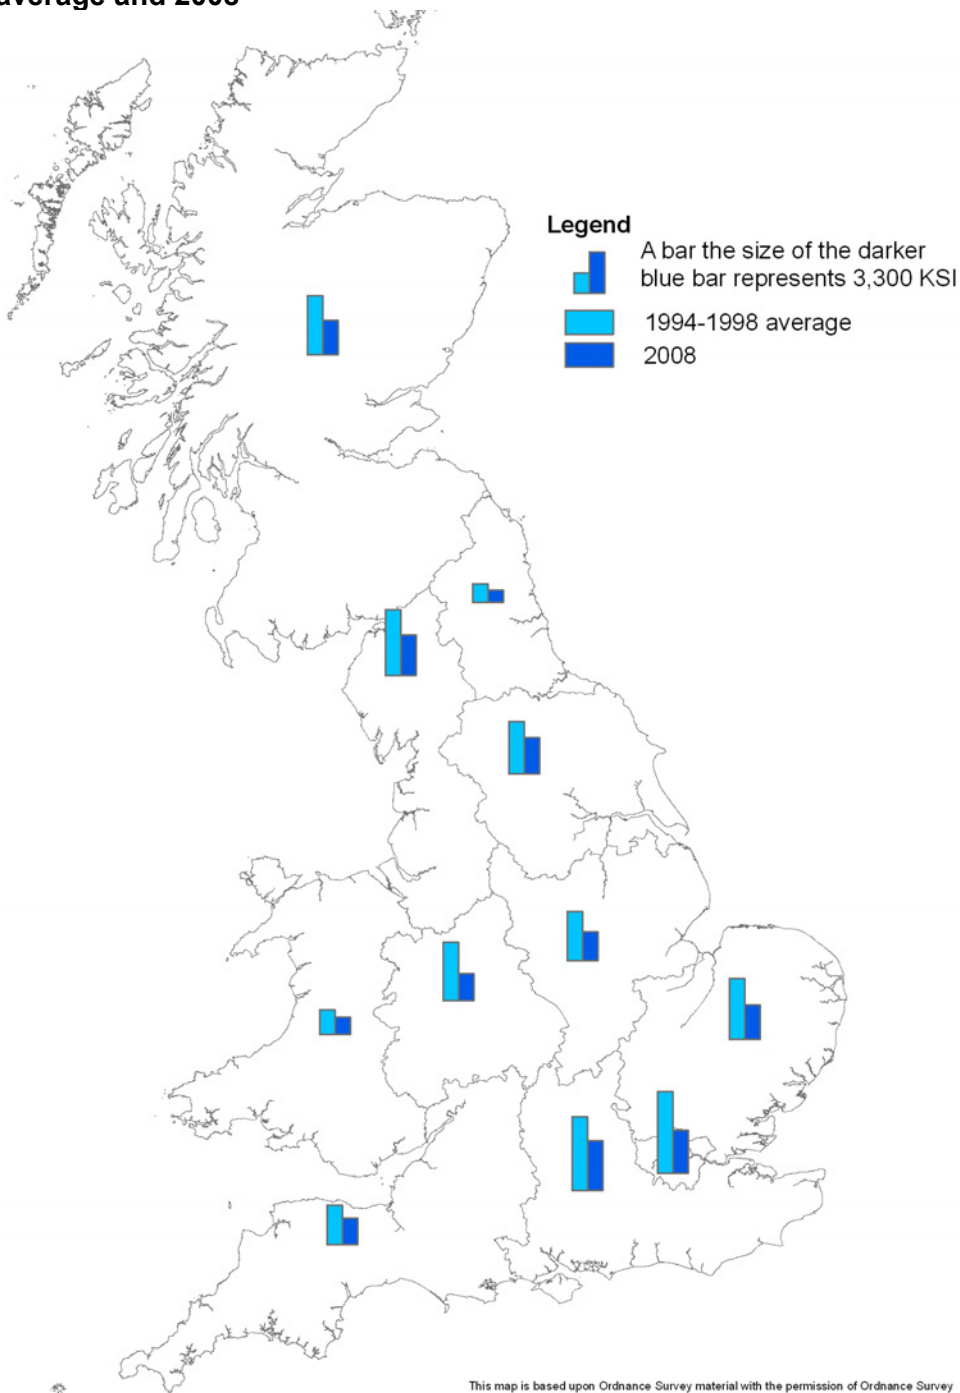 average and 2008
Legend
A bar the size of the darker
blue bar represents 3,300 KSI
1994-1998 average
2008
This map is based upon Ordnance Survey material with the permission of Ordnance Survey